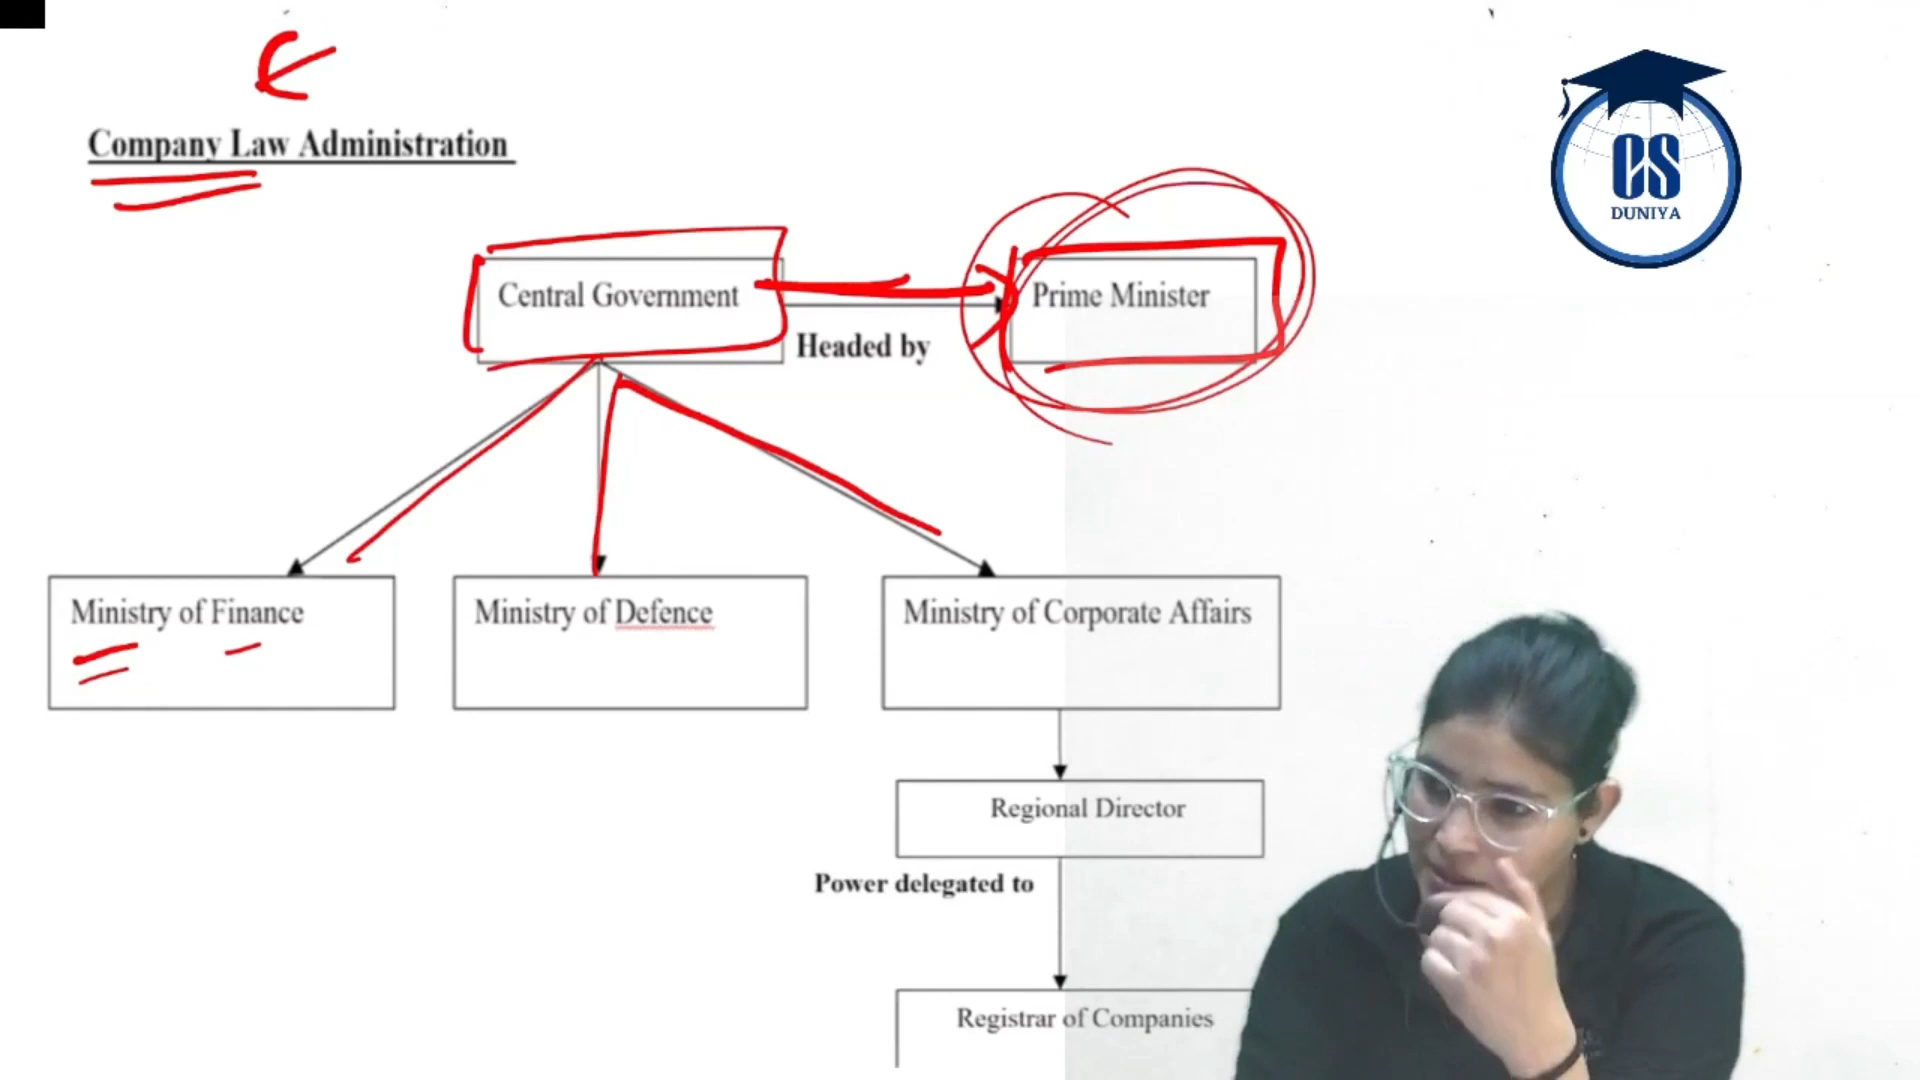 CS
DUNIYA
Company Law Administration
Central Government
Prime Minister
Headed by
Ministry of Finance
Ministry of Defence
Ministry of Corporate Affairs
Regional Director
Power delegated to
Registrar of Companies